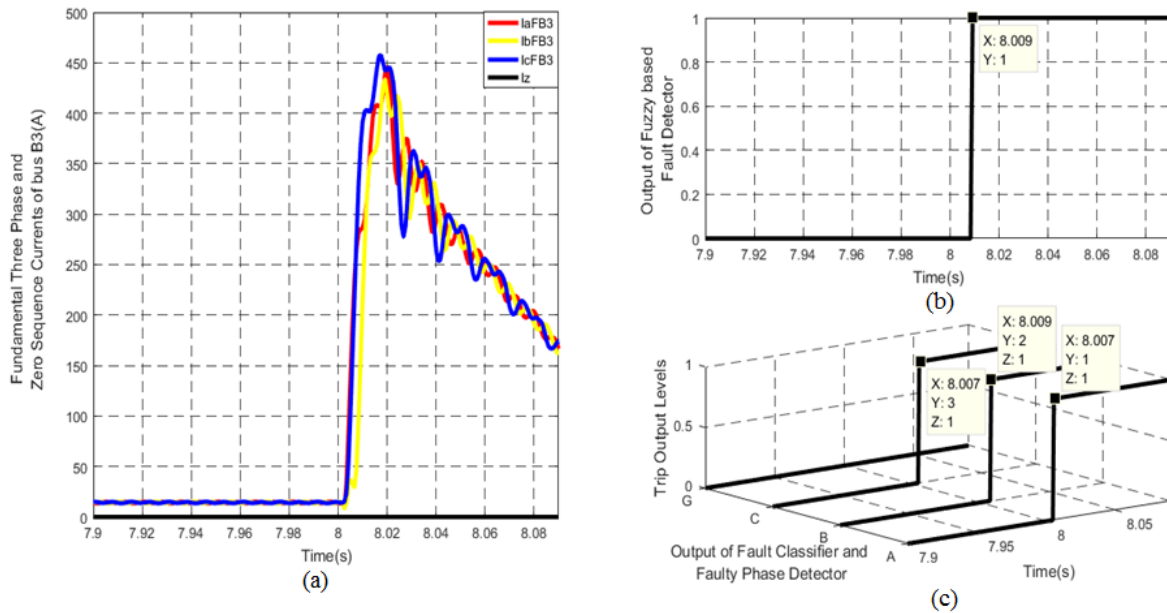 Fundamental Three Phase and
Zero Sequence Currents of bus B3(A)
500
450
400
350
300
250
200
150
100
50
0
7.9
7.92
7.94
7.96
7.98
8
8.02
8.04
8.06
8.08
Time(s)
IaFB3
IbFB3
IcFB3
Iz
(a)
Output of Fuzzy based
Fault Detector
1
0.8
0.6
0.4
0.2
0
7.9
7.92
7.94
7.96
7.98
8
8.02
8.04
8.06
8.08
X: 8.009
Y: 1
Time(s)
(b)
Trip Output Levels
1
0.5
0
G
C
B
A
7.9
7.95
8
8.05
X: 8.009
Y: 2
Z: 1
X: 8.007
Y: 1
Z: 1
X: 8.007
Y: 3
Z: 1
Output of Fault Classifier and
Faulty Phase Detector
Time(s)
(c)